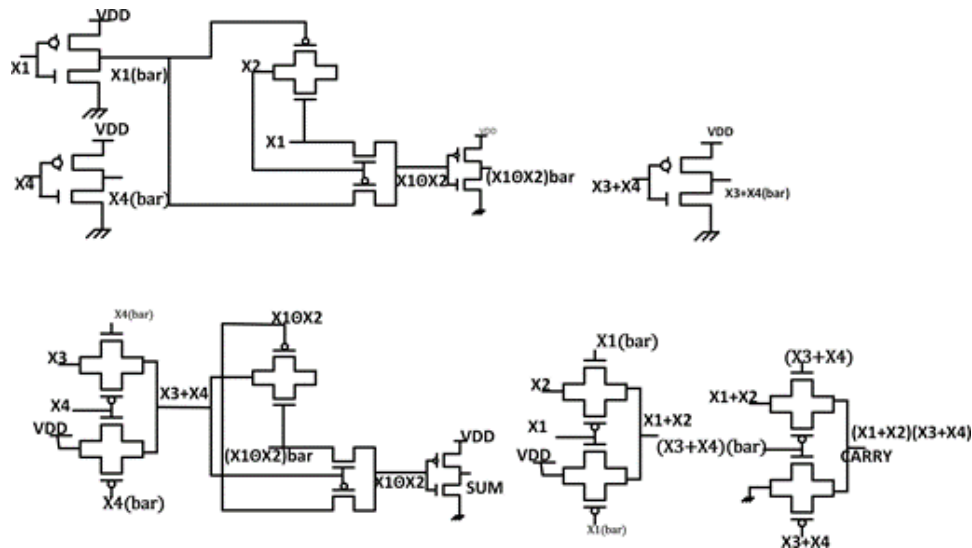 VDD
X1
X1(bar)
VDD
X4
X4(bar)
X2
X1
X1ʘX2
VDD
(X1ʘX2)bar
VDD
X3+X4
X3+X4(bar)
X4(bar)
X3
X4
VDD
X4(bar)
X3+X4
X1ʘX2
(X1ʘX2)bar
X1ʘX2
VDD
SUM
X1(bar)
X2
X1
VDD
X1(bar)
X1+X2
(X3+X4)
X1+X2
(X3+X4)(bar)
X3+X4
(X1+X2)(X3+X4)
CARRY